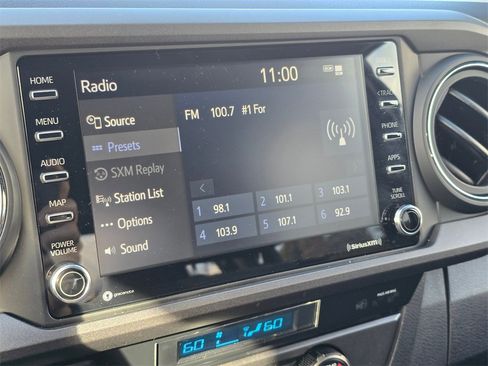 HOME
MENU
AUDIO
MAP
POWER
VOLUME
Radio
11:00
Source
Presets
SXM Replay
Station List
Options
Sound
FM 100.7 #1 For
1 98.1
2 101.1
3 103.1
4 103.9
5 107.1
6 92.9
TRACK
PHONE
APPS
TUNE
SCROLL
gracenote
SiriusXM
60
60